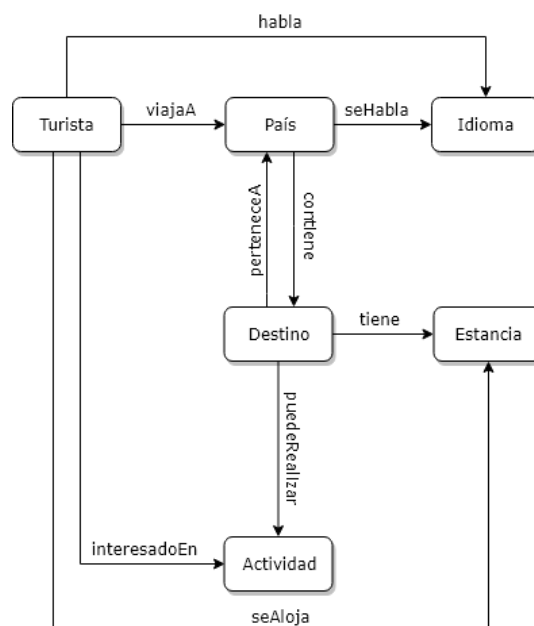 habla
Turista
viajaA
País
seHabla
Idioma
perteneceA
contiene
Destino
tiene
Estancia
puedeRealizar
interesadoEn
Actividad
seAloja